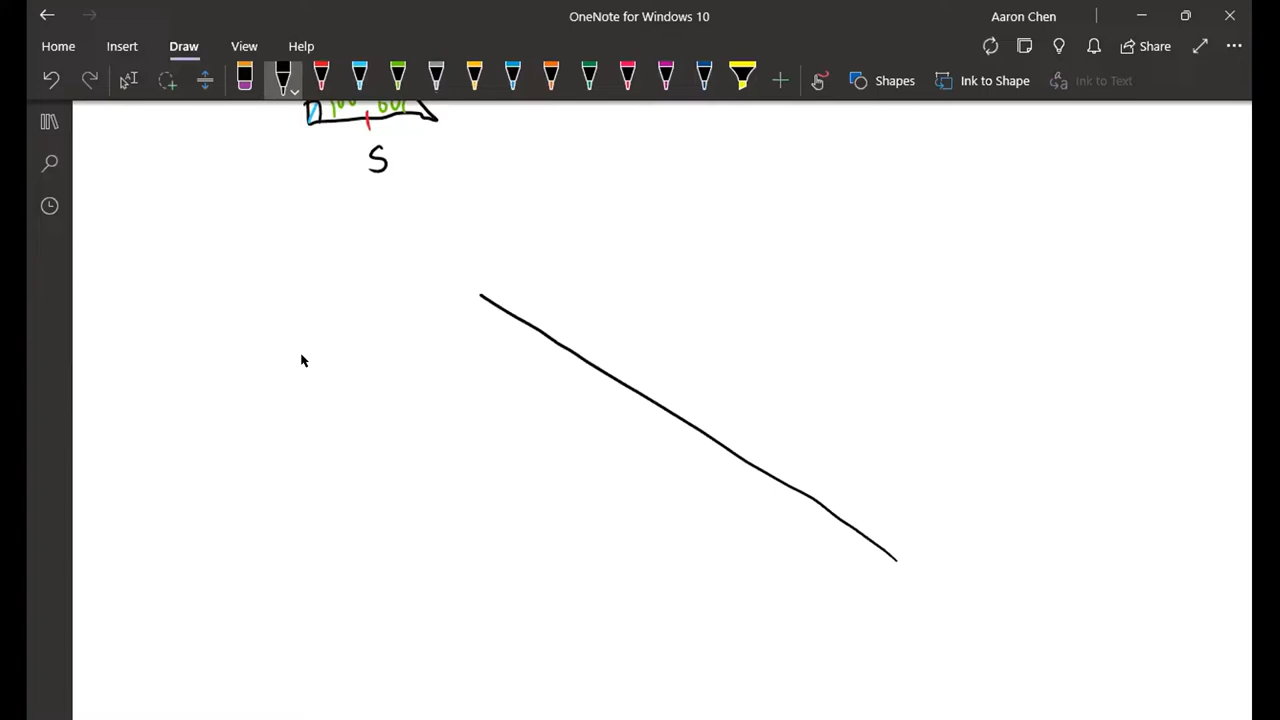 OneNote for Windows 10
Aaron Chen
Home Insert Draw View Help
Share
Shapes Ink to Shape Ink to Text
S